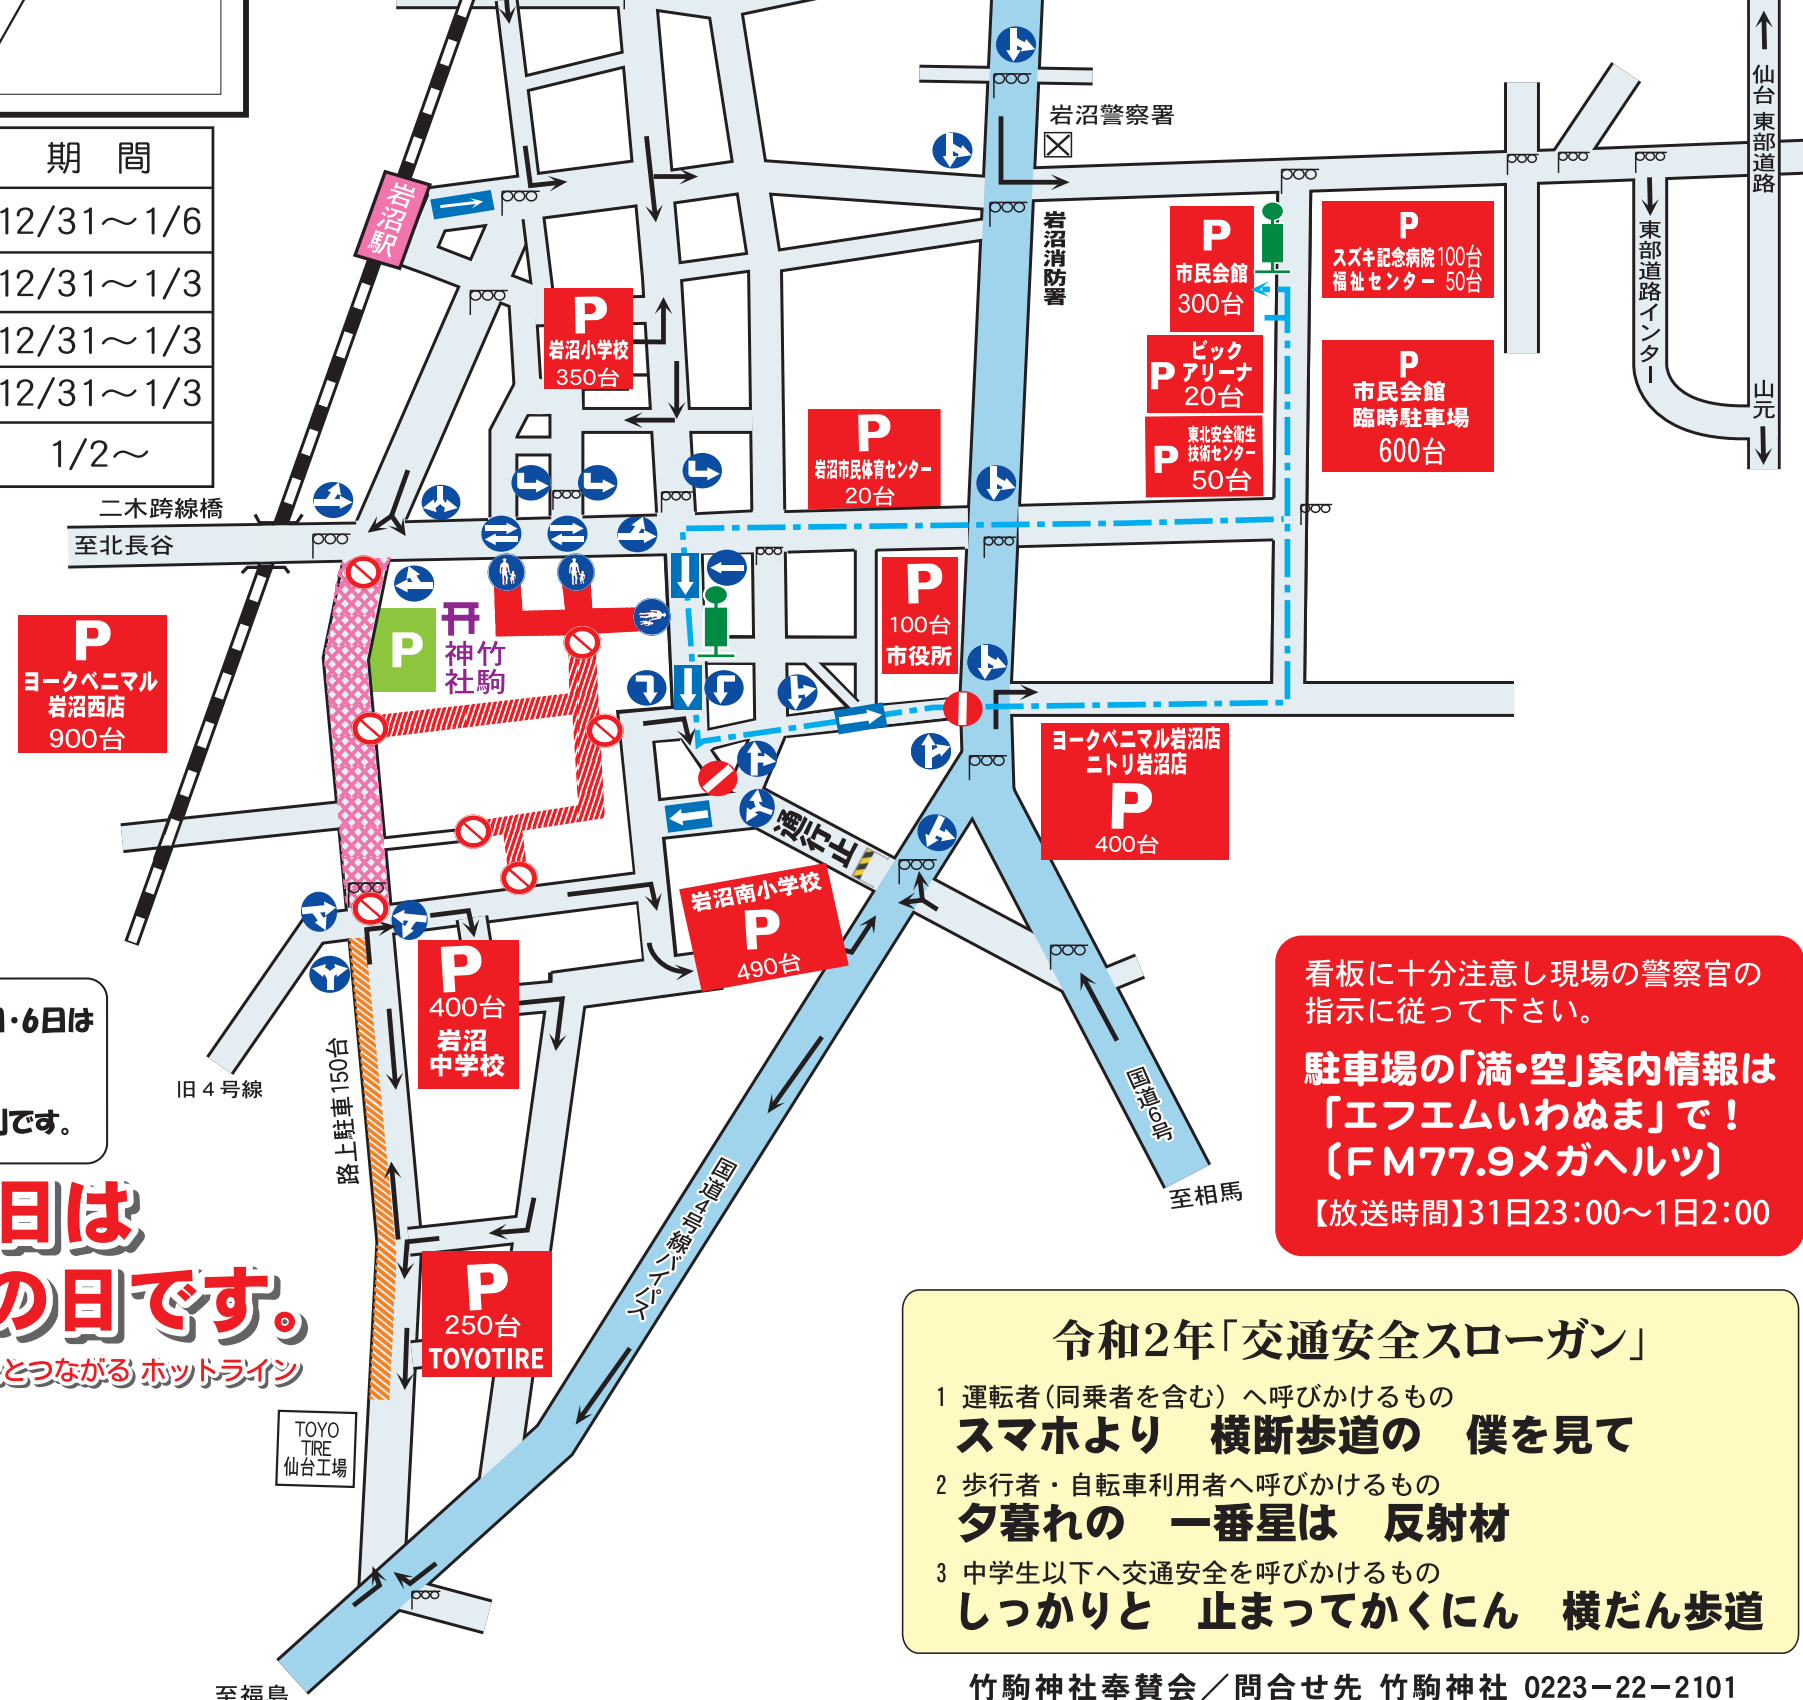 期 間
12/31～1/6
12/31～1/3
12/31～1/3
12/31～1/3
1/2～
岩沼駅
岩沼警察署
岩沼消防署
仙台東部道路
東部道路インター
山元
P
市民会館
300台
P
スズキ記念病院 100台
福祉センター 50台
P
ビック
アリーナ
20台
P
東北安全衛生
技術センター
50台
P
市民会館
臨時駐車場
600台
P
岩沼小学校
350台
P
岩沼市民体育センター
20台
二木跨線橋
至北長谷
P
神社
竹駒
P
100台
市役所
P
ヨークベニマル
岩沼西店
900台
ヨークベニマル岩沼店
ニトリ岩沼店
P
400台
通行止
岩沼南小学校
P
490台
P
400台
岩沼
中学校
旧4号線
路上駐車150台
国道6号
至相馬
国道4号線バイパス
P
250台
TOYOTIRE
TOYO
TIRE
仙台工場
至福島
・6日は
です。
日は
の日です。
とつながる ホットライン
看板に十分注意し現場の警察官の
指示に従って下さい。
駐車場の「満・空」案内情報は
「エフエムいわぬま」で！
〔ＦＭ77.9メガヘルツ〕
【放送時間】31日23：00～1日2：00
令和2年「交通安全スローガン」
1 運転者（同乗者を含む）へ呼びかけるもの
スマホより　横断歩道の　僕を見て
2 歩行者・自転車利用者へ呼びかけるもの
夕暮れの　一番星は　反射材
3 中学生以下へ交通安全を呼びかけるもの
しっかりと　止まってかくにん　横だん歩道
竹駒神社奉賛会／問合せ先 竹駒神社 0223－22－2101